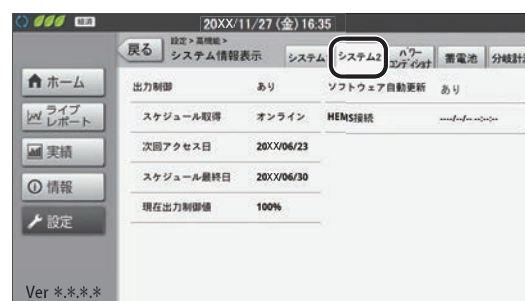 経済
20XX/11/27 (金) 16:35
戻る
設定 > 高機能 >
システム情報表示
システム
システム2
パワーコンディショナ
蓄電池
分岐計測
ホーム
ライブレポート
実績
情報
設定
Ver *.*.*.*
出力制御 あり
スケジュール取得 オンライン
次回アクセス日 20XX/06/23
スケジュール最終日 20XX/06/30
現在出力制御値 100%
ソフトウェア自動更新 あり
HEMS接続 ----/--/-- --:--:--